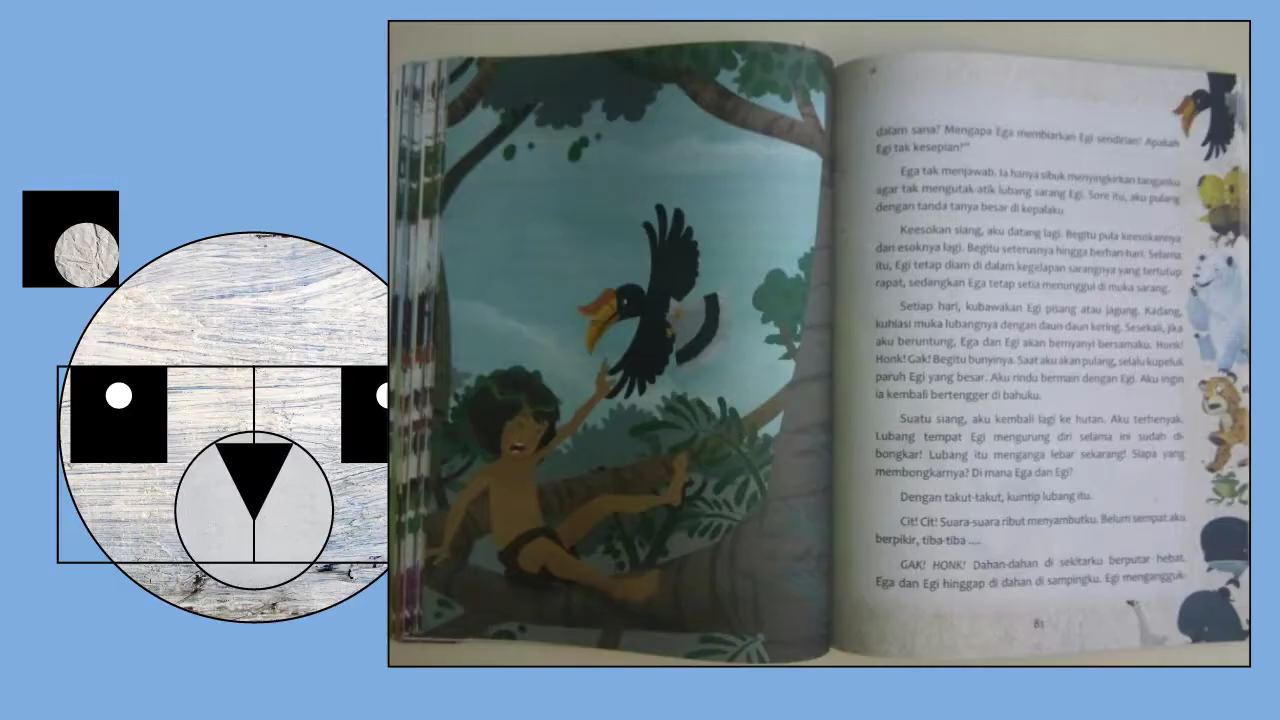 dalam sana? Mengapa Ega membiarkan Egi sendirian? Apakah
Egi tak kesepian?"
Ega tak menjawab. Ia hanya sibuk menyingkirkan tanganku
agar tak mengutak-atik lubang sarang Egi. Sore itu, aku pulang
dengan tanda tanya besar di kepalaku.
Keesokan siang, aku datang lagi. Begitu pula keesokannya
dan esoknya lagi. Begitu seterusnya hingga berhari-hari. Selama
itu, Egi tetap diam di dalam kegelapan sarangnya yang tertutup
rapat, sedangkan Ega tetap setia menunggui di muka sarang.
Setiap hari, kubawakan Egi pisang atau jagung. Kadang,
kuhiasi muka lubangnya dengan daun-daun kering. Sesekali, jika
aku beruntung, Ega dan Egi akan bernyanyi bersamaku. Honk!
Honk! Gak! Begitu bunyinya. Saat aku akan pulang, selalu kupeluk
paruh Egi yang besar. Aku rindu bermain dengan Egi. Aku ingin
ia kembali bertengger di bahuku.
Suatu siang, aku kembali lagi ke hutan. Aku terhenyak.
Lubang tempat Egi mengurung diri selama ini sudah di-
bongkar! Lubang itu menganga lebar sekarang! Siapa yang
membongkarnya? Di mana Ega dan Egi?
Dengan takut-takut, kuintip lubang itu.
Cit! Cit! Suara-suara ribut menyambutku. Belum sempat aku
berpikir, tiba-tiba ....
GAK! HONK! Dahan-dahan di sekitarku berputar hebat.
Ega dan Egi hinggap di dahan di sampingku. Egi mengangguk-
81